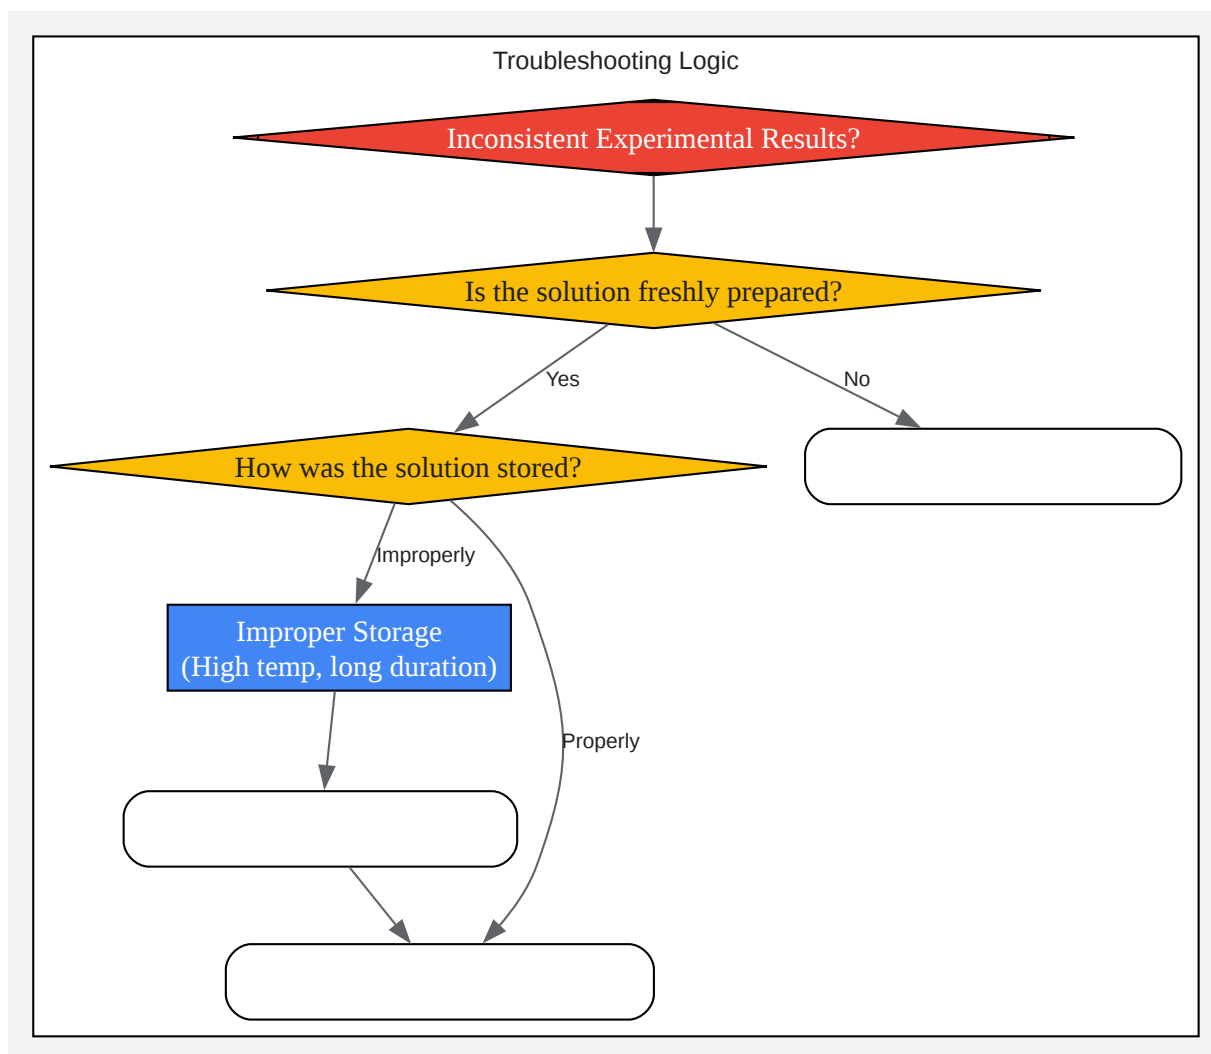 Troubleshooting Logic
Inconsistent Experimental Results?
Is the solution freshly prepared?
Yes
No
How was the solution stored?
Improperly
Improper Storage
(High temp, long duration)
Properly